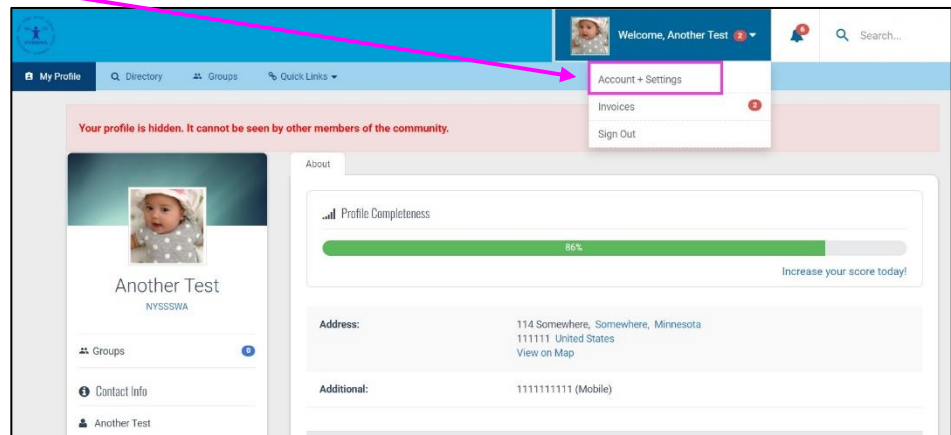 Welcome, Another Test 2
6
Search...
My Profile
Directory
Groups
Quick Links
Account + Settings
Invoices 2
Sign Out
Your profile is hidden. It cannot be seen by other members of the community.
About
Profile Completeness
86%
Increase your score today!
Another Test
NYSSSWA
Groups 0
Contact Info
Another Test
Address: 114 Somewhere, Somewhere, Minnesota
111111 United States
View on Map
Additional: 1111111111 (Mobile)